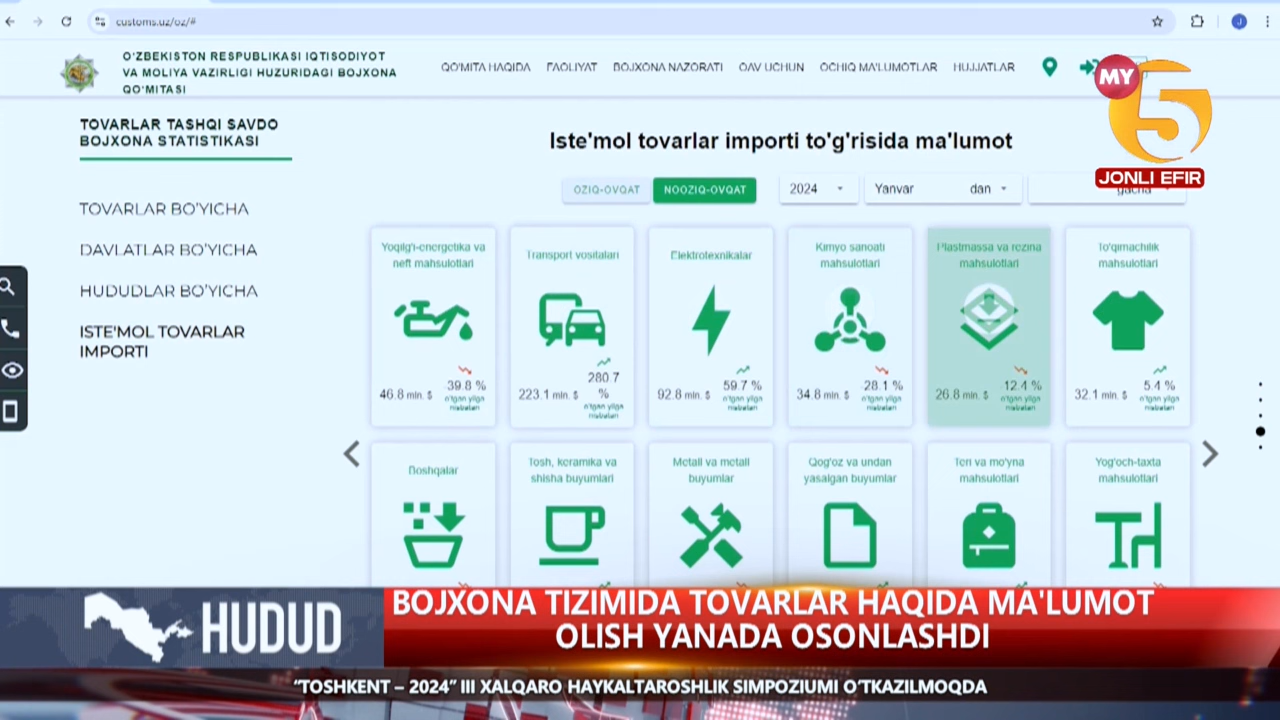 customs.uz/oz/#
J
O'ZBEKISTON RESPUBLIKASI IQTISODIYOT
VA MOLIYA VAZIRLIGI HUZURIDAGI BOJXONA
QO'MITASI
QO'MITA HAQIDA FAOLIYAT BOJXONA NAZORATI OAV UCHUN OCHIQ MA'LUMOTLAR HUJJATLAR
MY
5
JONLI EFIR
TOVARLAR TASHQI SAVDO
BOJXONA STATISTIKASI
TOVARLAR BO'YICHA
DAVLATLAR BO'YICHA
HUDUDLAR BO'YICHA
ISTE'MOL TOVARLAR
IMPORTI
Iste'mol tovarlar importi to'g'risida ma'lumot
OZIQ-OVQAT NOOZIQ-OVQAT 2024 Yanvar dan gacha
Yoqilg'i-energetika va
neft mahsulotlari
46.8 mln. $ -39.8 %
o'tgan yilga
nisbatan
Transport vositalari
223.1 mln. $ 280.7
%
o'tgan yilga
nisbatan
Elektrotexnikalar
92.8 mln. $ 59.7 %
o'tgan yilga
nisbatan
Kimyo sanoati
mahsulotlari
34.8 mln. $ -28.1 %
o'tgan yilga
nisbatan
Plastmassa va rezina
mahsulotlari
26.8 mln. $ -12.4 %
o'tgan yilga
nisbatan
To'qimachilik
mahsulotlari
32.1 mln. $ 5.4 %
o'tgan yilga
nisbatan
Boshqalar
Tosh, keramika va
shisha buyumlari
Metall va metall
buyumlar
Qog'oz va undan
yasalgan buyumlar
Teri va mo'yna
mahsulotlari
Yog'och-taxta
mahsulotlari
HUDUD
BOJXONA TIZIMIDA TOVARLAR HAQIDA MA'LUMOT
OLISH YANADA OSONLASHDI
"TOSHKENT – 2024" III XALQARO HAYKALTAROSHLIK SIMPOZIUMI O'TKAZILMOQDA